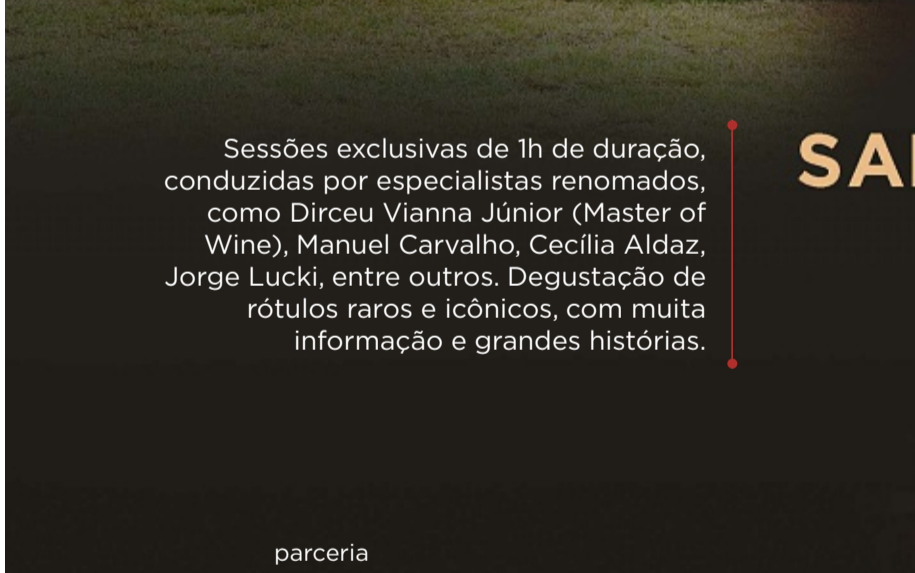 Sessões exclusivas de 1h de duração,
conduzidas por especialistas renomados,
como Dirceu Vianna Júnior (Master of
Wine), Manuel Carvalho, Cecília Aldaz,
Jorge Lucki, entre outros. Degustação de
rótulos raros e icônicos, com muita
informação e grandes histórias.
parceria